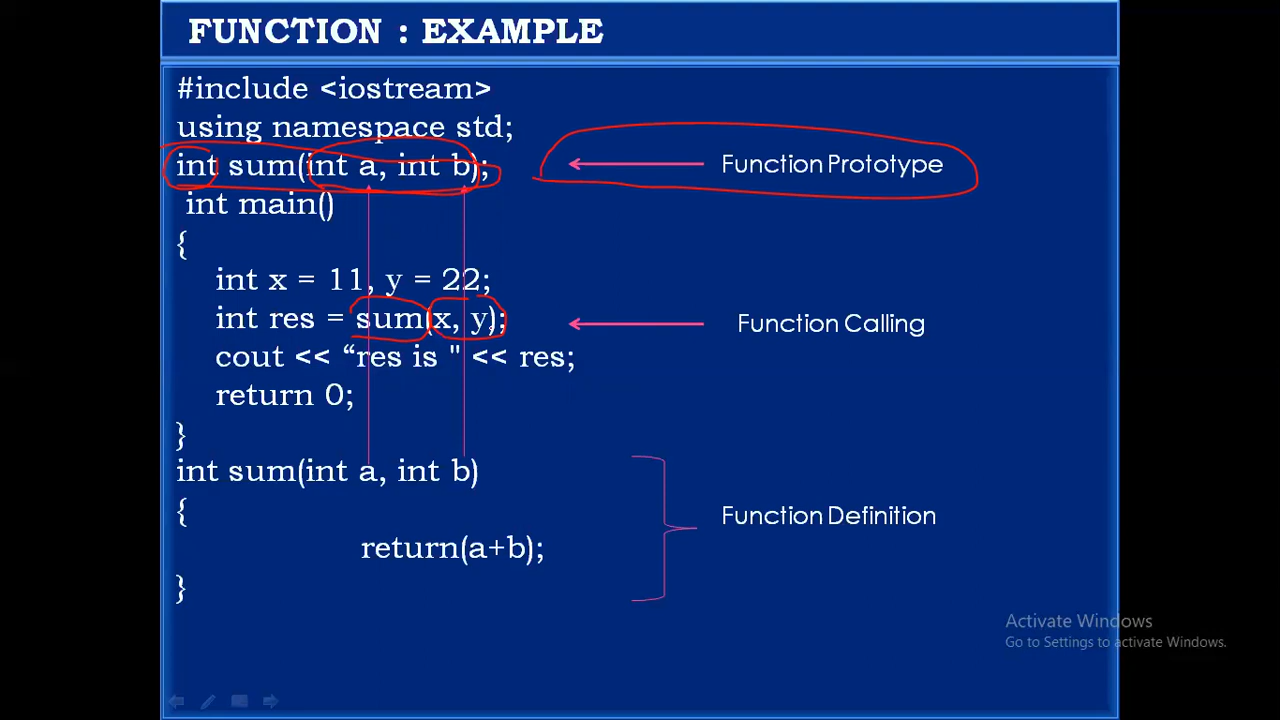 FUNCTION : EXAMPLE
#include <iostream>
using namespace std;
int sum(int a, int b); Function Prototype
int main()
{
int x = 11, y = 22;
int res = sum(x, y); Function Calling
cout << “res is " << res;
return 0;
}
int sum(int a, int b)
{ Function Definition
return(a+b);
}
Activate Windows
Go to Settings to activate Windows.